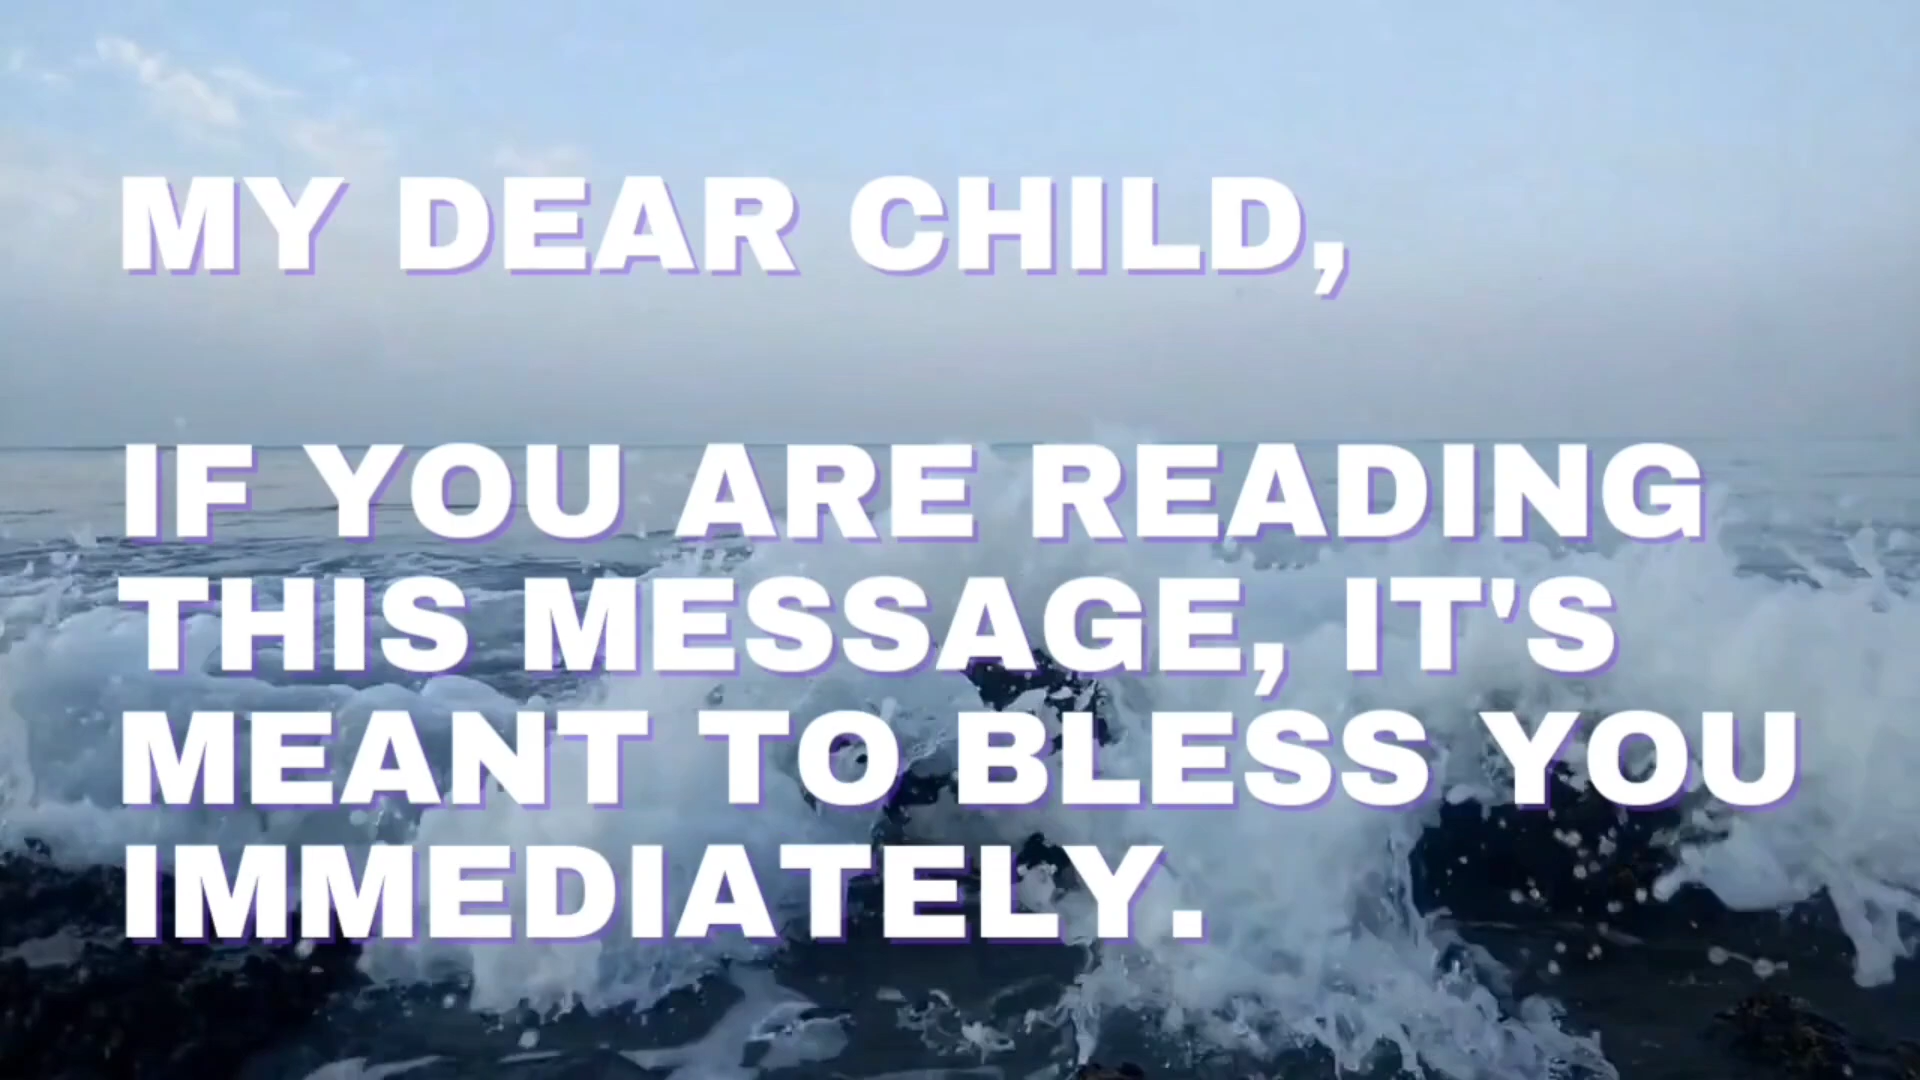 MY DEAR CHILD,
IF YOU ARE READING
THIS MESSAGE, IT'S
MEANT TO BLESS YOU
IMMEDIATELY.